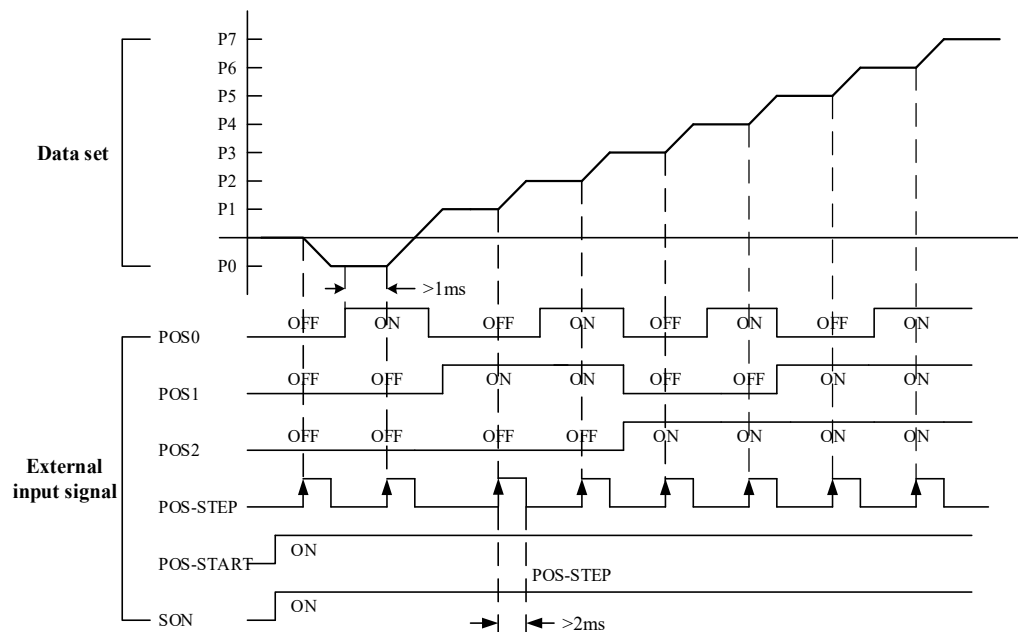 P7
P6
P5
P4
P3
P2
P1
P0
Data set
>1ms
OFF ON OFF ON OFF ON OFF ON
POS0
OFF OFF ON ON OFF OFF ON ON
POS1
OFF OFF OFF OFF ON ON ON ON
POS2
External
input signal
POS-STEP
ON
POS-START
POS-STEP
ON
SON
>2ms